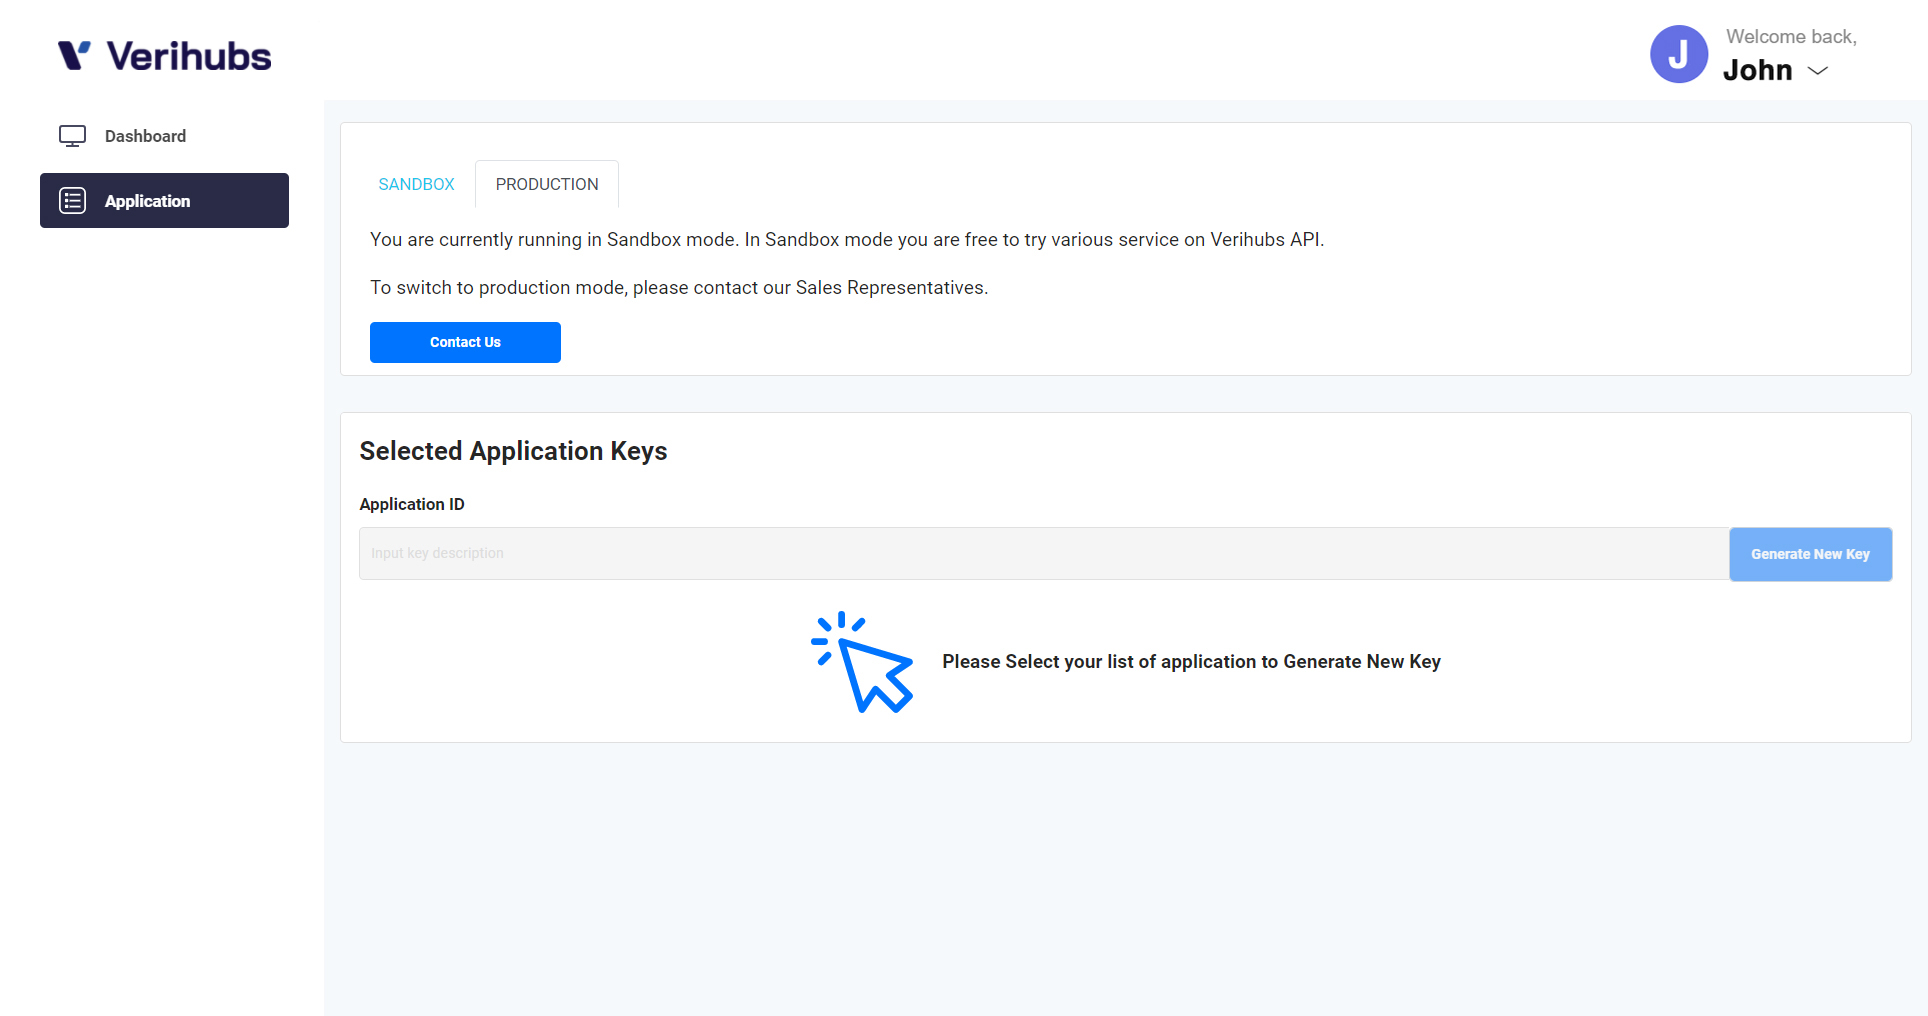 Verihubs
Welcome back,
J
John
Dashboard
Application
SANDBOX
PRODUCTION
You are currently running in Sandbox mode. In Sandbox mode you are free to try various service on Verihubs API.
To switch to production mode, please contact our Sales Representatives.
Contact Us
Selected Application Keys
Application ID
Input key description
Generate New Key
Please Select your list of application to Generate New Key